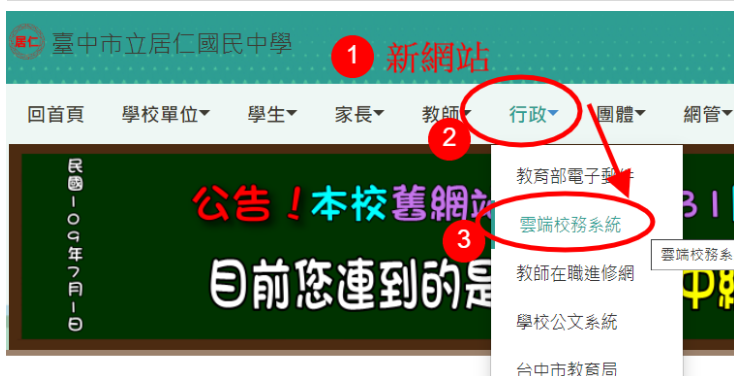 居仁 臺中市立居仁國民中學
1 新網站
回首頁 學校單位 學生 家長 教師 行政 團體 網管
2
民國109年7月1日
公告!本校舊網
31
目前您連到的是
教育部電子郵件
雲端校務系統
3
雲端校務系
教師在職進修網
學校公文系統
台中市教育局